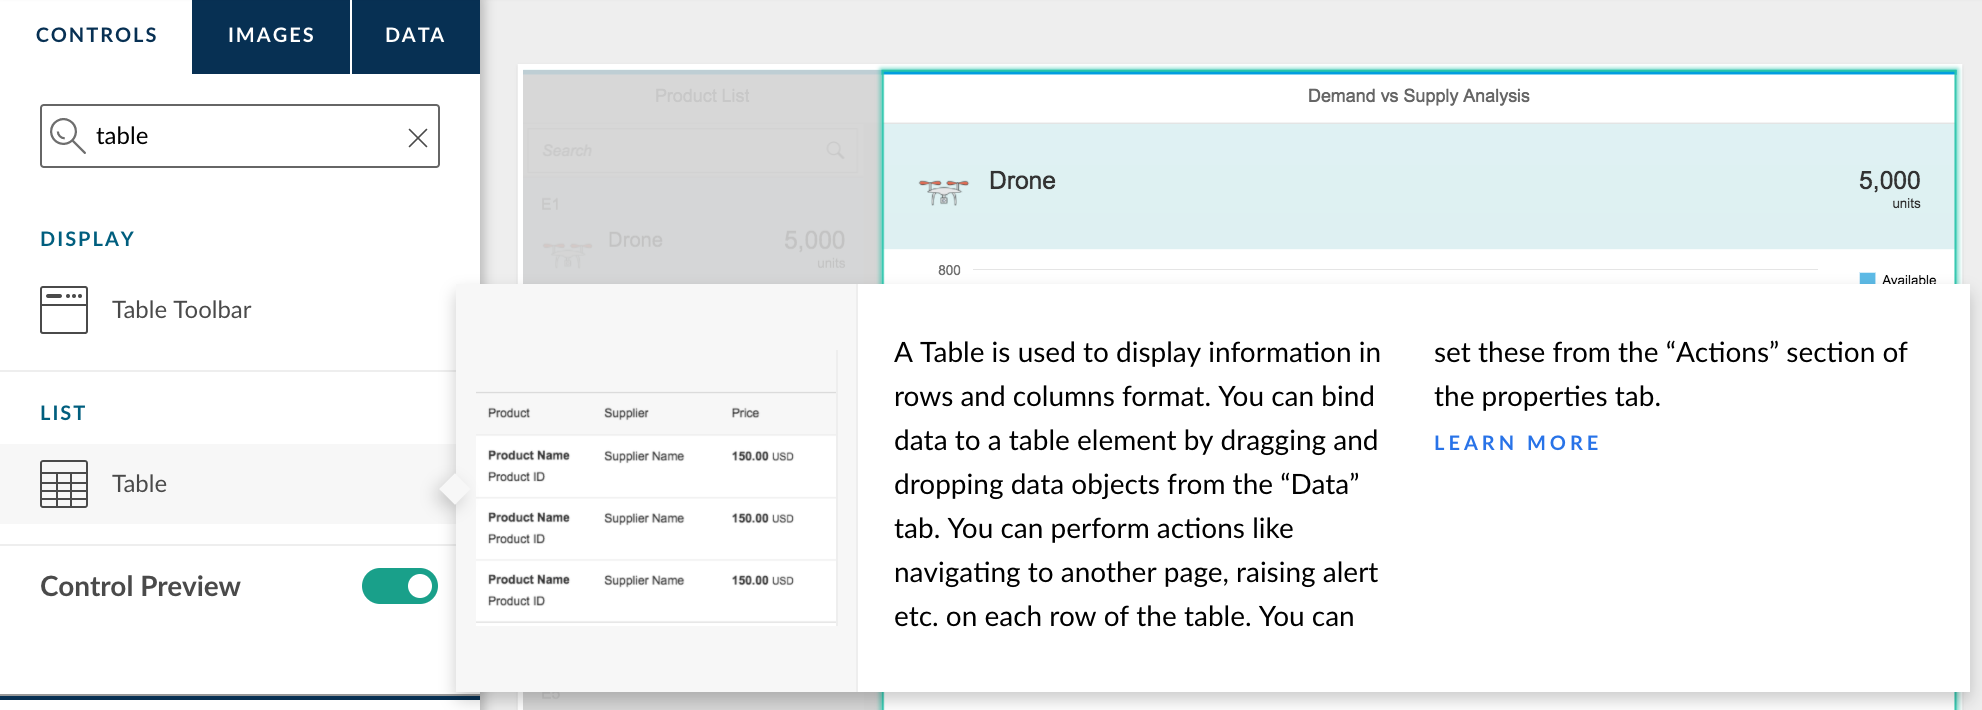 CONTROLS
IMAGES
DATA
table
DISPLAY
Table Toolbar
LIST
Table
Control Preview
Product List
Search
E1
Drone
5,000
units
Demand vs Supply Analysis
Drone
5,000
units
800
Available
Product Supplier Price
Product Name Supplier Name 150.00 USD
Product ID
Product Name Supplier Name 150.00 USD
Product ID
Product Name Supplier Name 150.00 USD
Product ID
A Table is used to display information in
rows and columns format. You can bind
data to a table element by dragging and
dropping data objects from the “Data”
tab. You can perform actions like
navigating to another page, raising alert
etc. on each row of the table. You can
set these from the “Actions” section of
the properties tab.
LEARN MORE